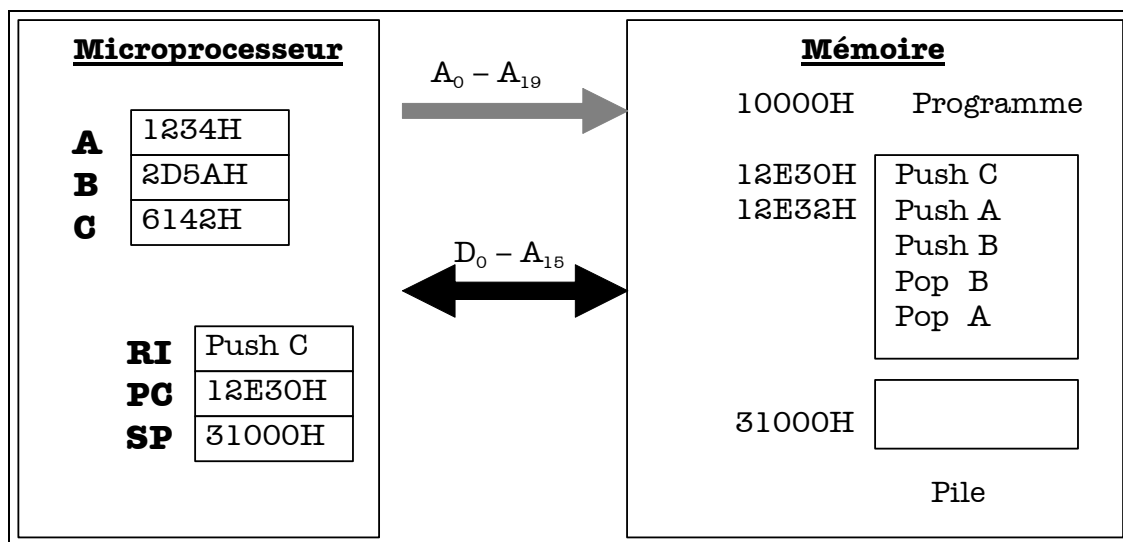 Microprocesseur
A 1234H
B 2D5AH
C 6142H
RI Push C
PC 12E30H
SP 31000H
A0 – A19
D0 – A15
Mémoire
10000H Programme
12E30H Push C
12E32H Push A
Push B
Pop B
Pop A
31000H
Pile